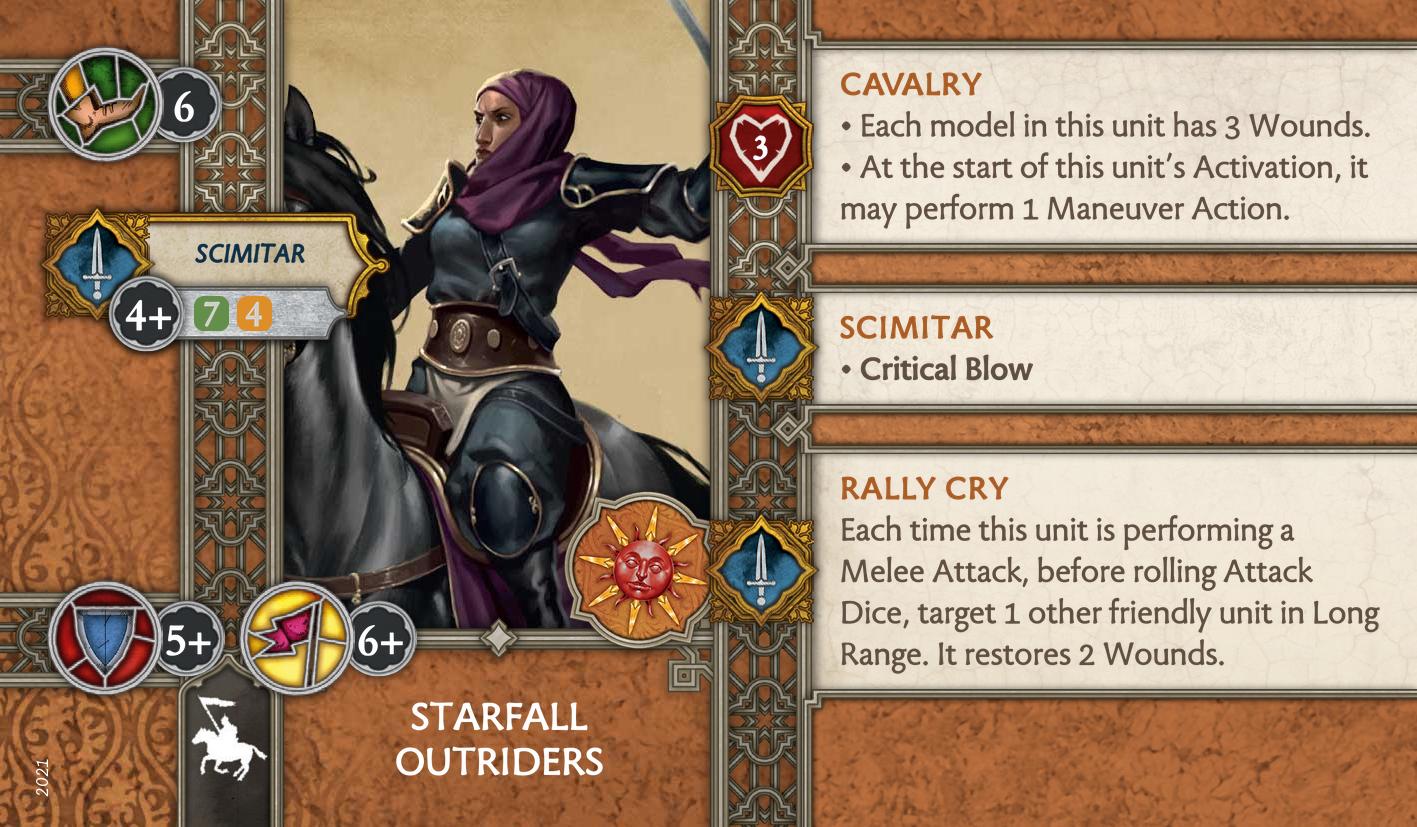 6
SCIMITAR
4+ 7 4
5+ 6+
STARFALL
OUTRIDERS
2021
3
CAVALRY
• Each model in this unit has 3 Wounds.
• At the start of this unit's Activation, it
may perform 1 Maneuver Action.
SCIMITAR
• Critical Blow
RALLY CRY
Each time this unit is performing a
Melee Attack, before rolling Attack
Dice, target 1 other friendly unit in Long
Range. It restores 2 Wounds.